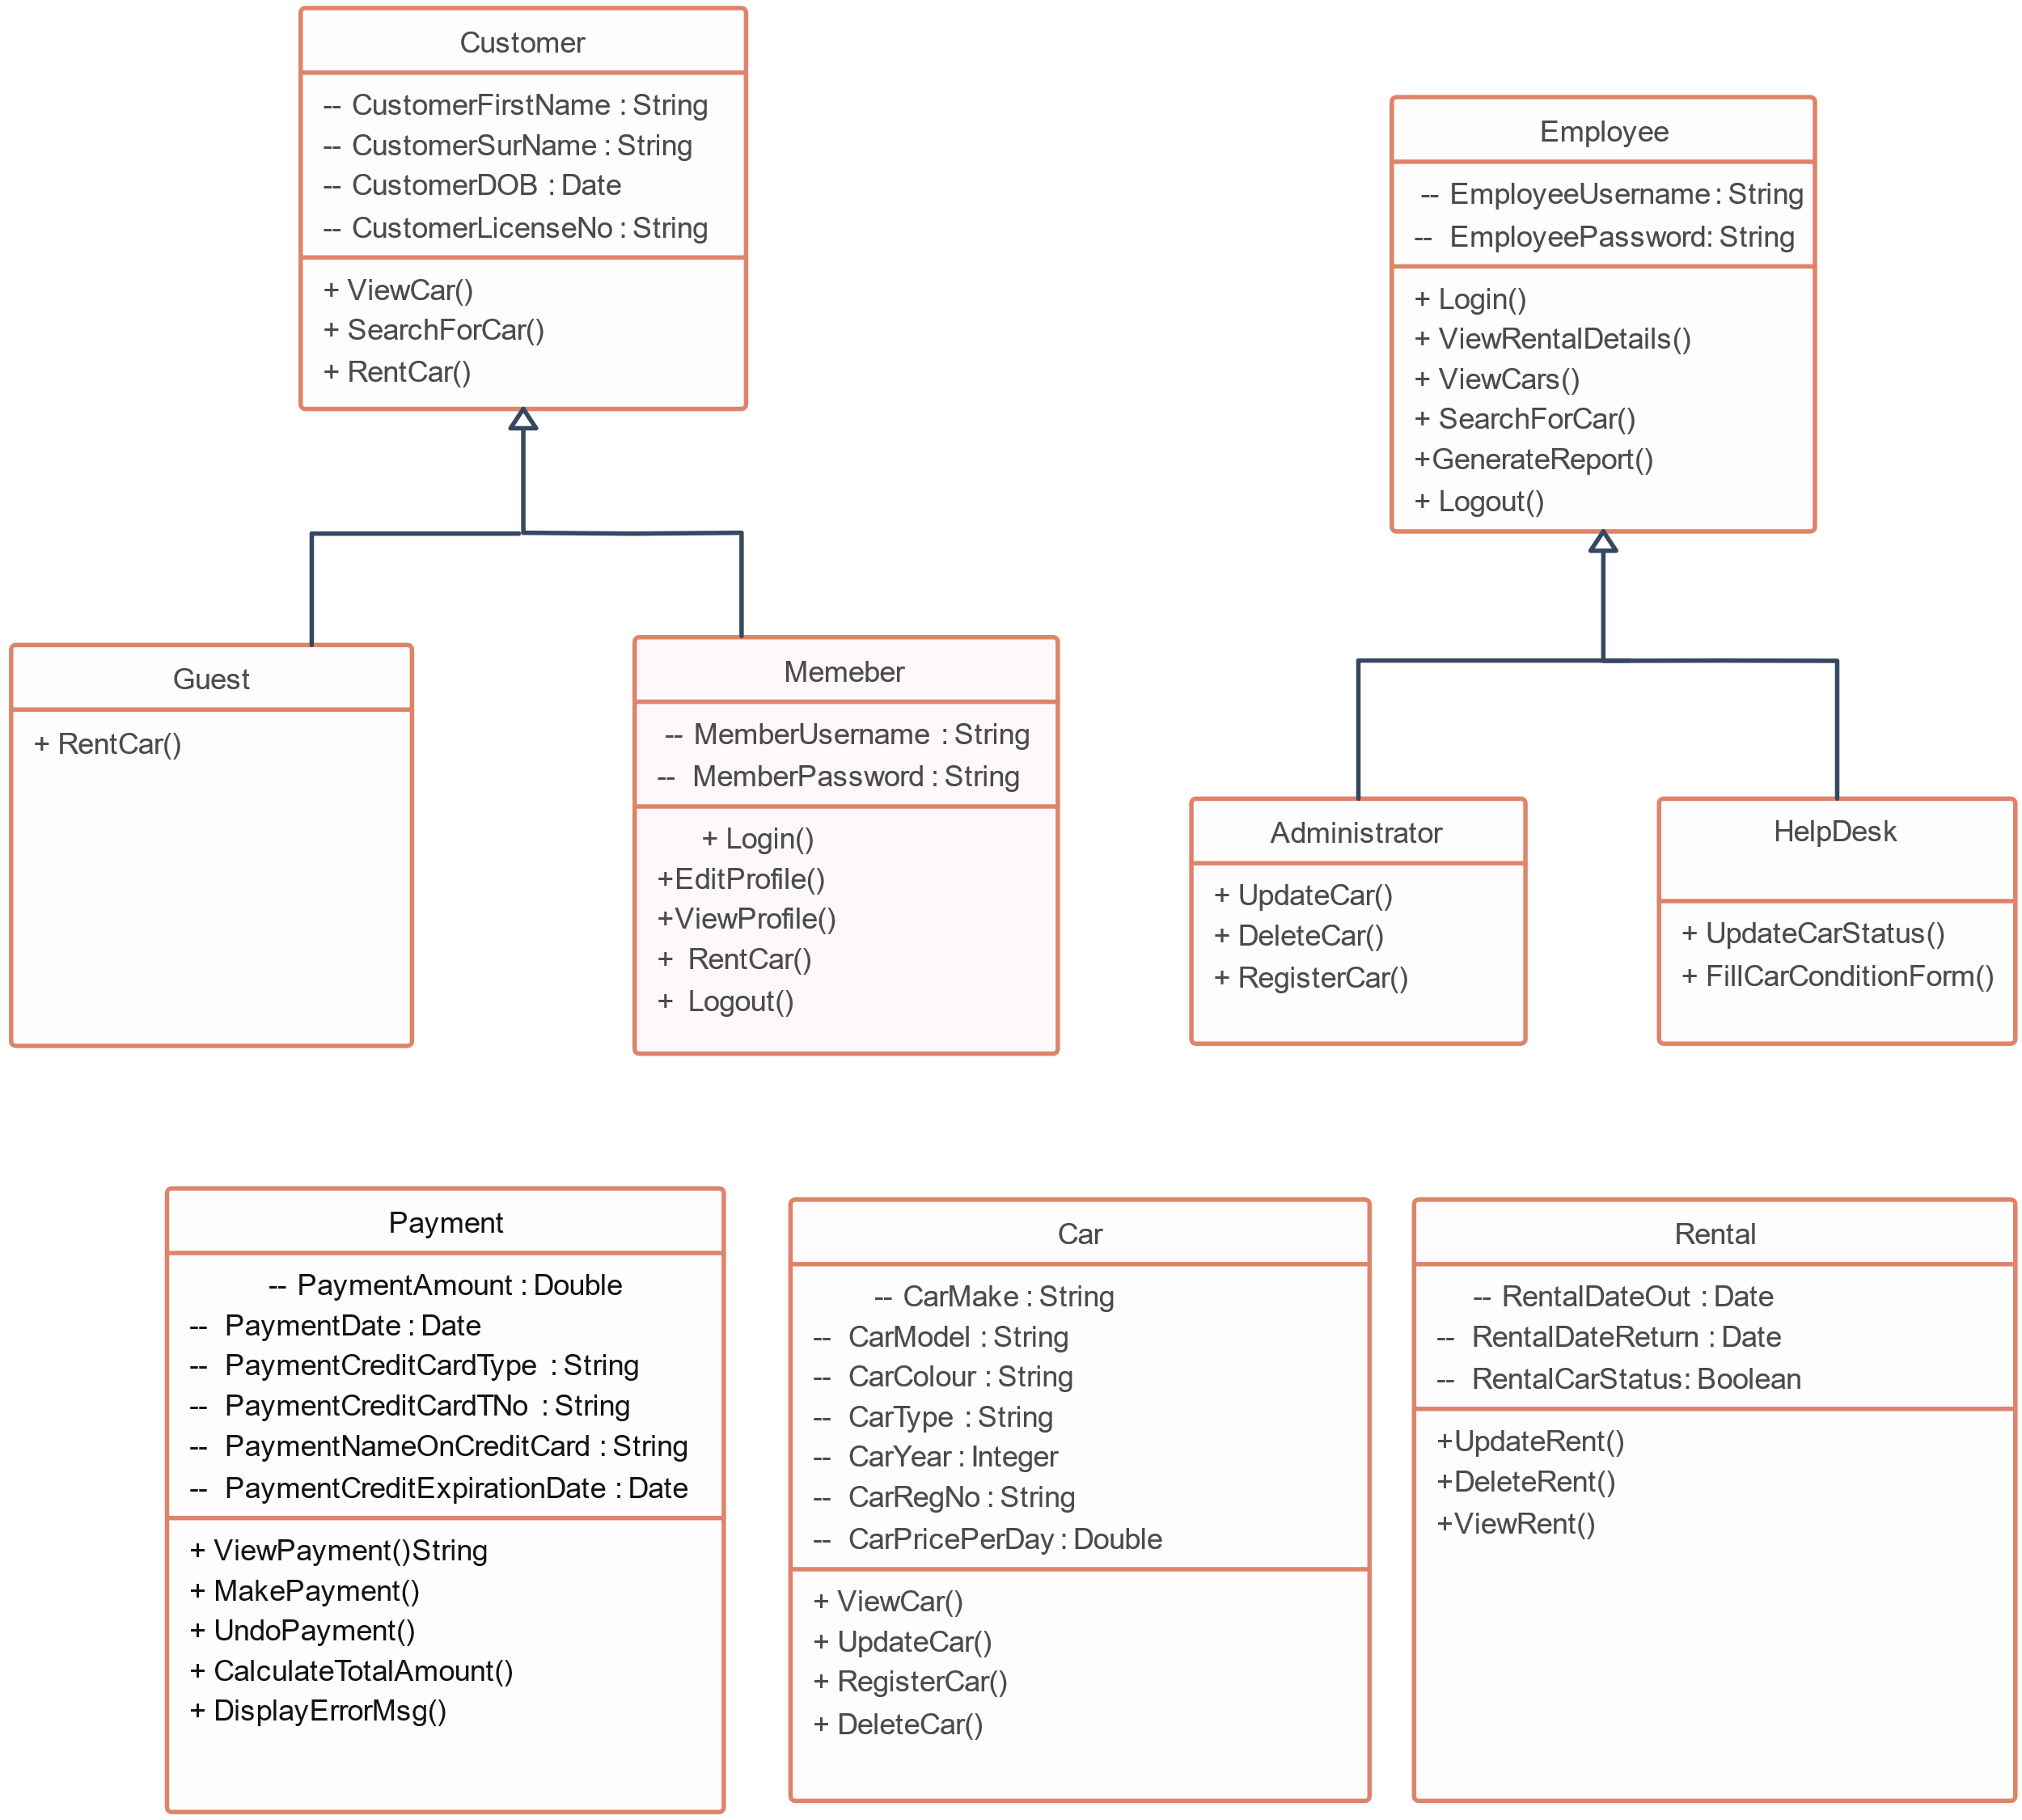 Customer
-- CustomerFirstName : String
-- CustomerSurName : String
-- CustomerDOB : Date
-- CustomerLicenseNo : String
+ ViewCar()
+ SearchForCar()
+ RentCar()
Employee
-- EmployeeUsername : String
-- EmployeePassword: String
+ Login()
+ ViewRentalDetails()
+ ViewCars()
+ SearchForCar()
+GenerateReport()
+ Logout()
Guest
+ RentCar()
Memeber
-- MemberUsername : String
-- MemberPassword : String
+ Login()
+EditProfile()
+ViewProfile()
+ RentCar()
+ Logout()
Administrator
+ UpdateCar()
+ DeleteCar()
+ RegisterCar()
HelpDesk
+ UpdateCarStatus()
+ FillCarConditionForm()
Payment
-- PaymentAmount : Double
-- PaymentDate : Date
-- PaymentCreditCardType : String
-- PaymentCreditCardTNo : String
-- PaymentNameOnCreditCard : String
-- PaymentCreditExpirationDate : Date
+ ViewPayment()String
+ MakePayment()
+ UndoPayment()
+ CalculateTotalAmount()
+ DisplayErrorMsg()
Car
-- CarMake : String
-- CarModel : String
-- CarColour : String
-- CarType : String
-- CarYear : Integer
-- CarRegNo : String
-- CarPricePerDay : Double
+ ViewCar()
+ UpdateCar()
+ RegisterCar()
+ DeleteCar()
Rental
-- RentalDateOut : Date
-- RentalDateReturn : Date
-- RentalCarStatus: Boolean
+UpdateRent()
+DeleteRent()
+ViewRent()